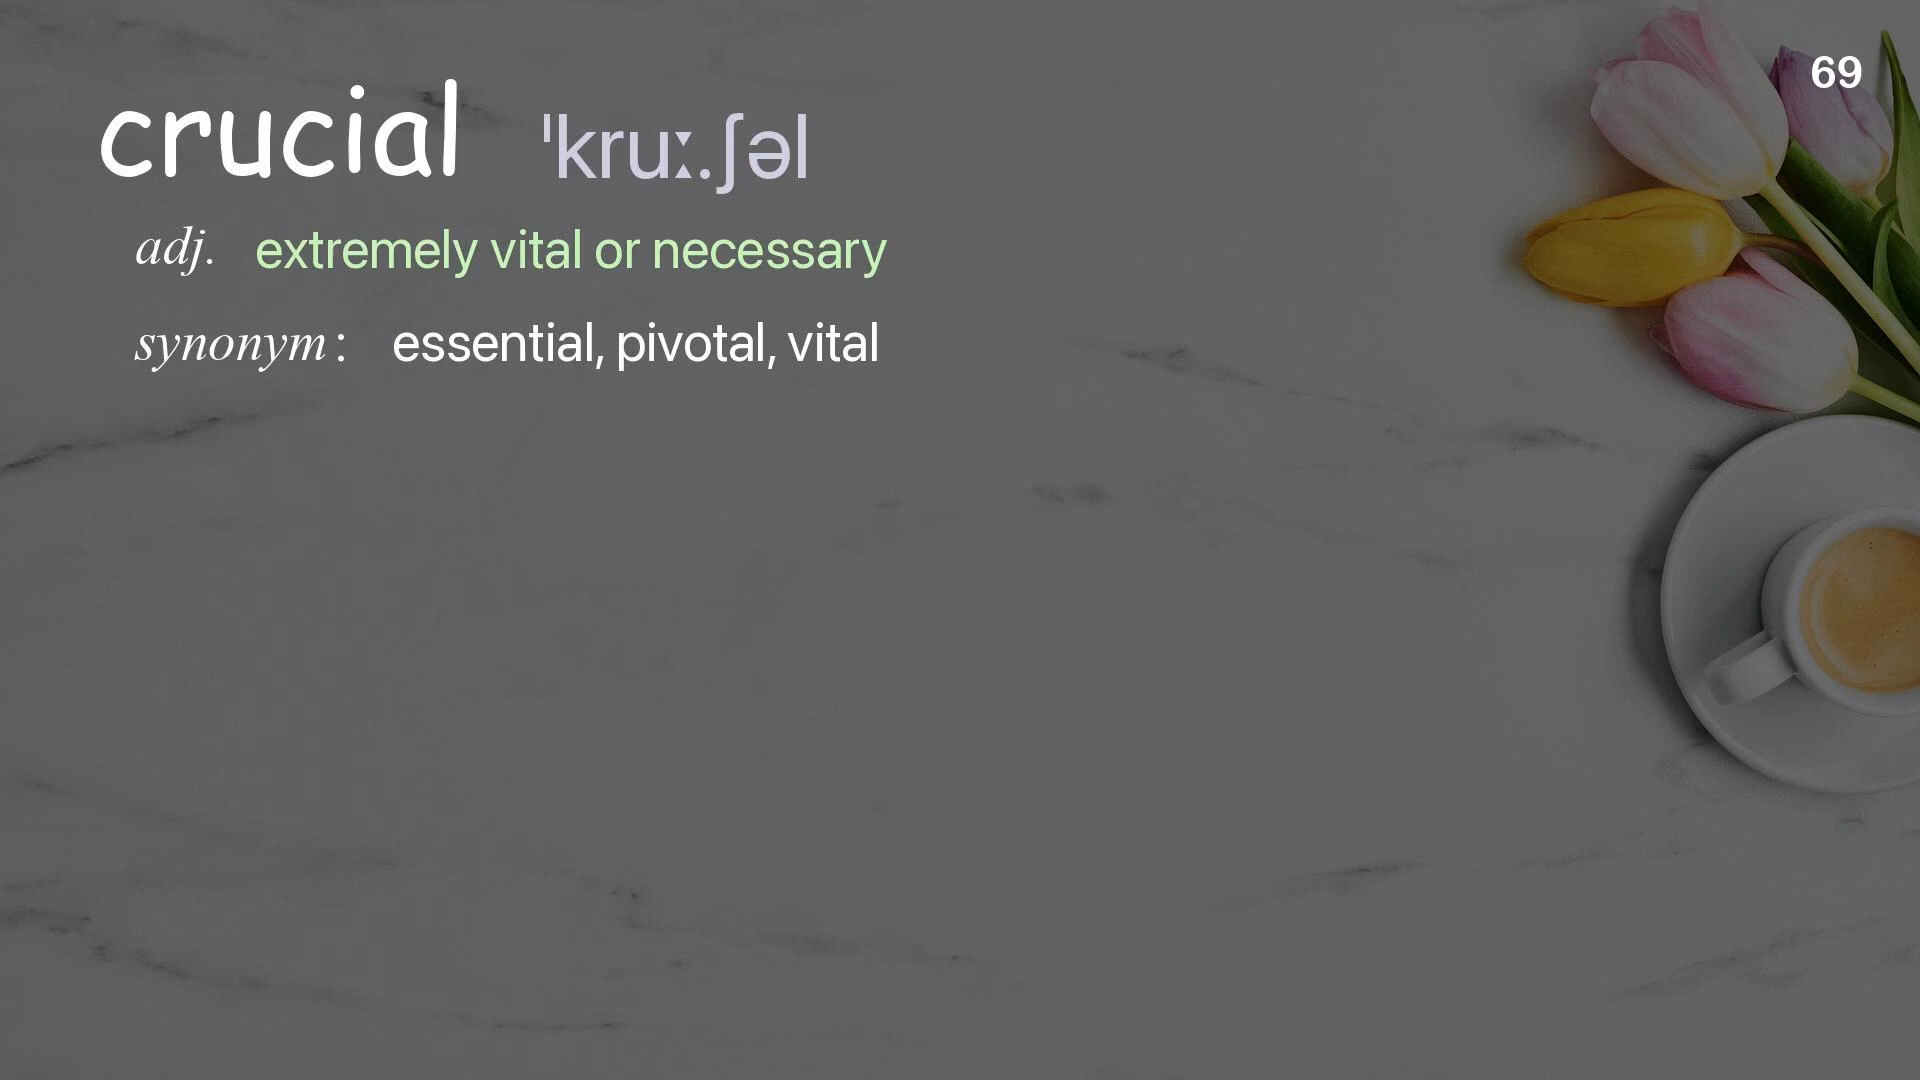 69
crucial ˈkruː.ʃəl
adj. extremely vital or necessary
synonym: essential, pivotal, vital